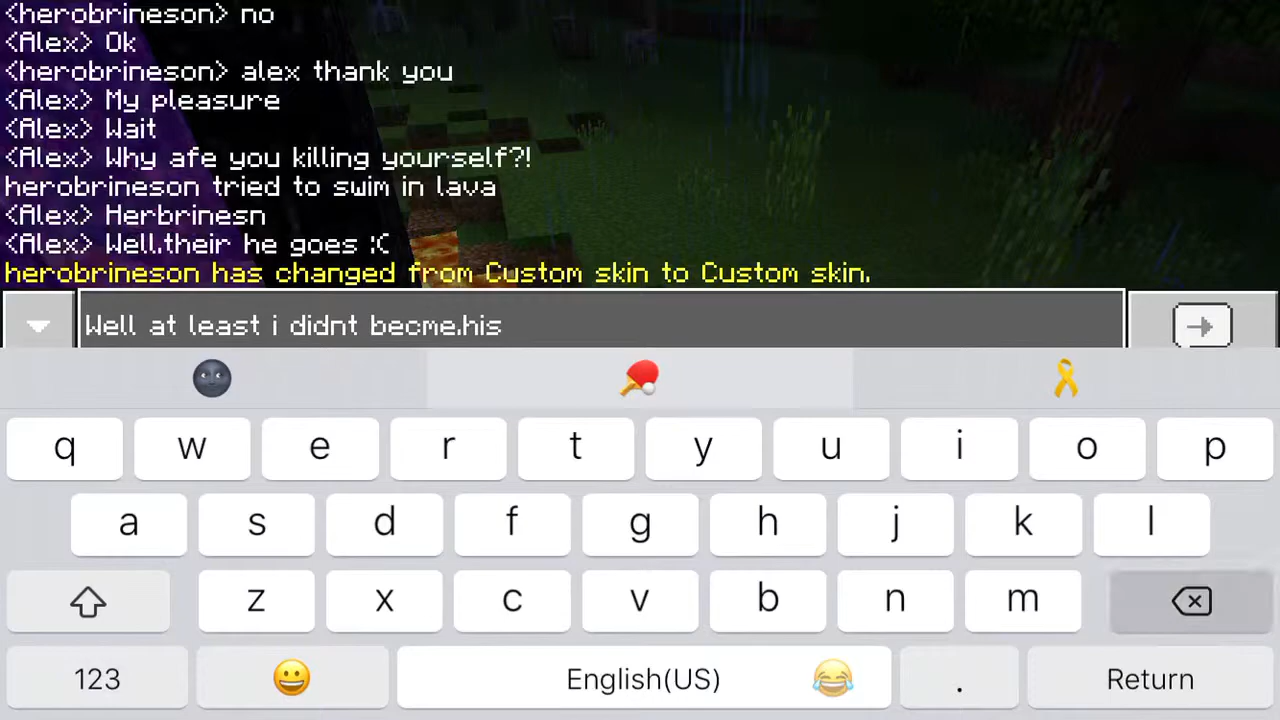 <herobrineson> no
<Alex> Ok
<herobrineson> alex thank you
<Alex> My pleasure
<Alex> Wait
<Alex> Why afe you killing yourself?!
herobrineson tried to swim in lava
<Alex> Herbrinesn
<Alex> Well.their he goes :C
herobrineson has changed from Custom skin to Custom skin.
Well at least i didnt becme.his
q w e r t y u i o p
a s d f g h j k l
z x c v b n m
123 English(US) . Return